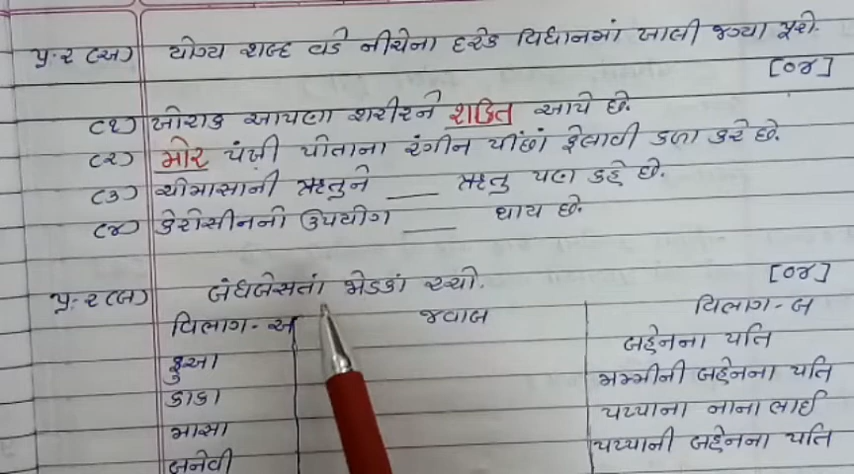 પ્ર.૨ (અ) યોગ્ય શબ્દ વડે નીચેના દરેક વિધાનમાં ખાલી જગ્યા પૂરો.
[૦૪]
(૧) ખોરાક આપણા શરીરને શક્તિ આપે છે.
(૨) મોર પંખી પોતાના રંગીન પીંછાં ફેલાવી કળા કરે છે.
(૩) ચોમાસાની ઋતુને ___ ઋતુ પણ કહે છે.
(૪) કેરોસીનનો ઉપયોગ ___ થાય છે.
પ્ર.૨ (બ) બંધબેસતાં જોડકાં રચો. [૦૪]
વિભાગ - અ જવાબ વિભાગ - બ
ફુઆ બહેનના પતિ
કાકા મમ્મીની બહેનના પતિ
માસા પપ્પાના નાના ભાઈ
બનેવી પપ્પાની બહેનના પતિ